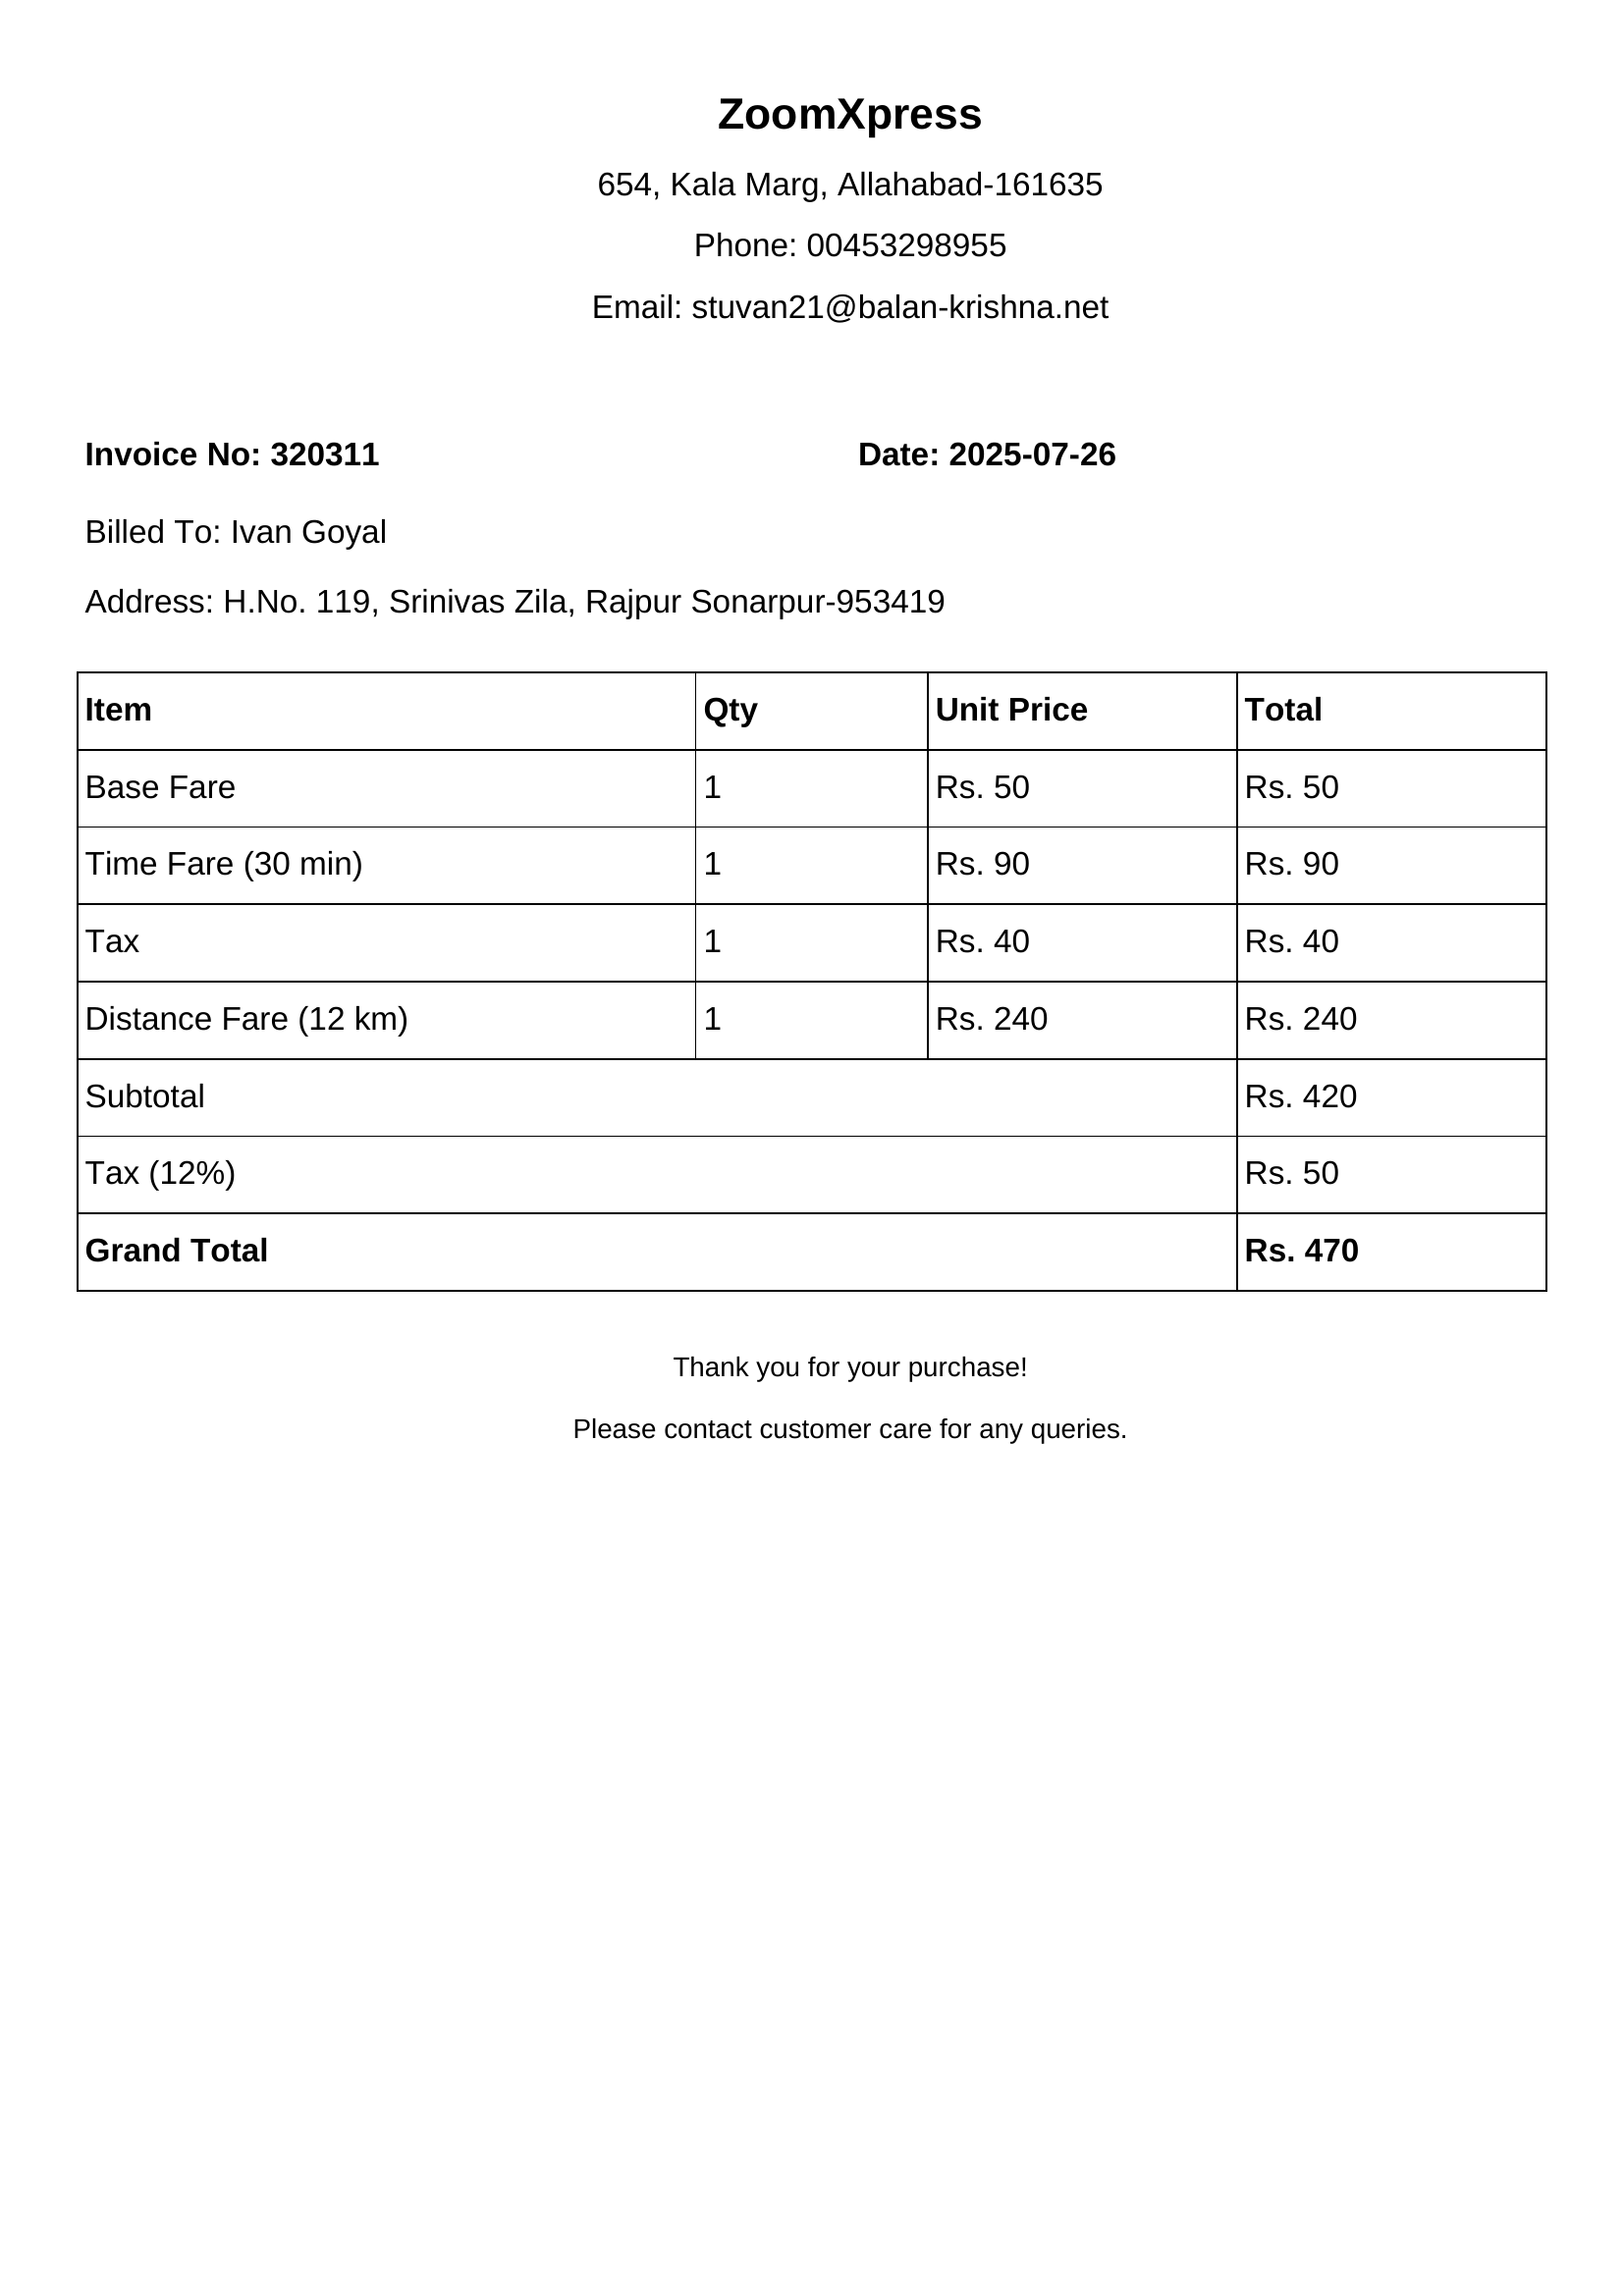 ZoomXpress
654, Kala Marg, Allahabad-161635
Phone: 00453298955
Email: stuvan21@balan-krishna.net
Invoice No: 320311 Date: 2025-07-26
Billed To: Ivan Goyal
Address: H.No. 119, Srinivas Zila, Rajpur Sonarpur-953419
Item Qty Unit Price Total
Base Fare 1 Rs. 50 Rs. 50
Time Fare (30 min) 1 Rs. 90 Rs. 90
Tax 1 Rs. 40 Rs. 40
Distance Fare (12 km) 1 Rs. 240 Rs. 240
Subtotal Rs. 420
Tax (12%) Rs. 50
Grand Total Rs. 470
Thank you for your purchase!
Please contact customer care for any queries.